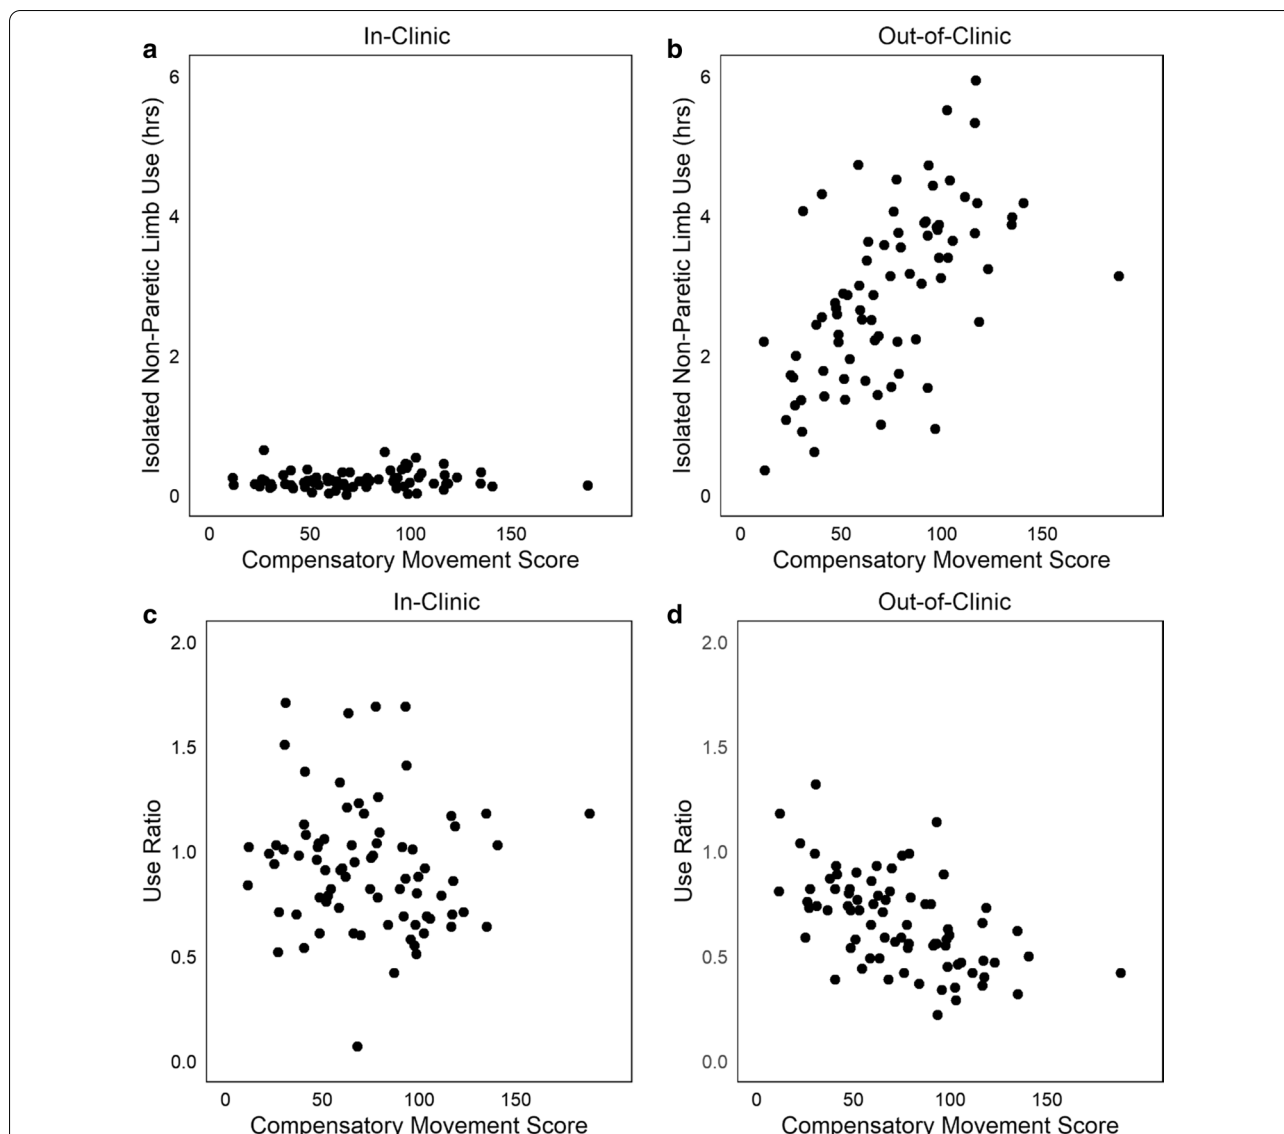 a
In-Clinic
b
Out-of-Clinic
Isolated Non-Paretic Limb Use (hrs)
6
4
2
0
0 50 100 150
Compensatory Movement Score
Isolated Non-Paretic Limb Use (hrs)
6
4
2
0
0 50 100 150
Compensatory Movement Score
c
In-Clinic
d
Out-of-Clinic
Use Ratio
2.0
1.5
1.0
0.5
0.0
0 50 100 150
Compensatory Movement Score
Use Ratio
2.0
1.5
1.0
0.5
0.0
0 50 100 150
Compensatory Movement Score